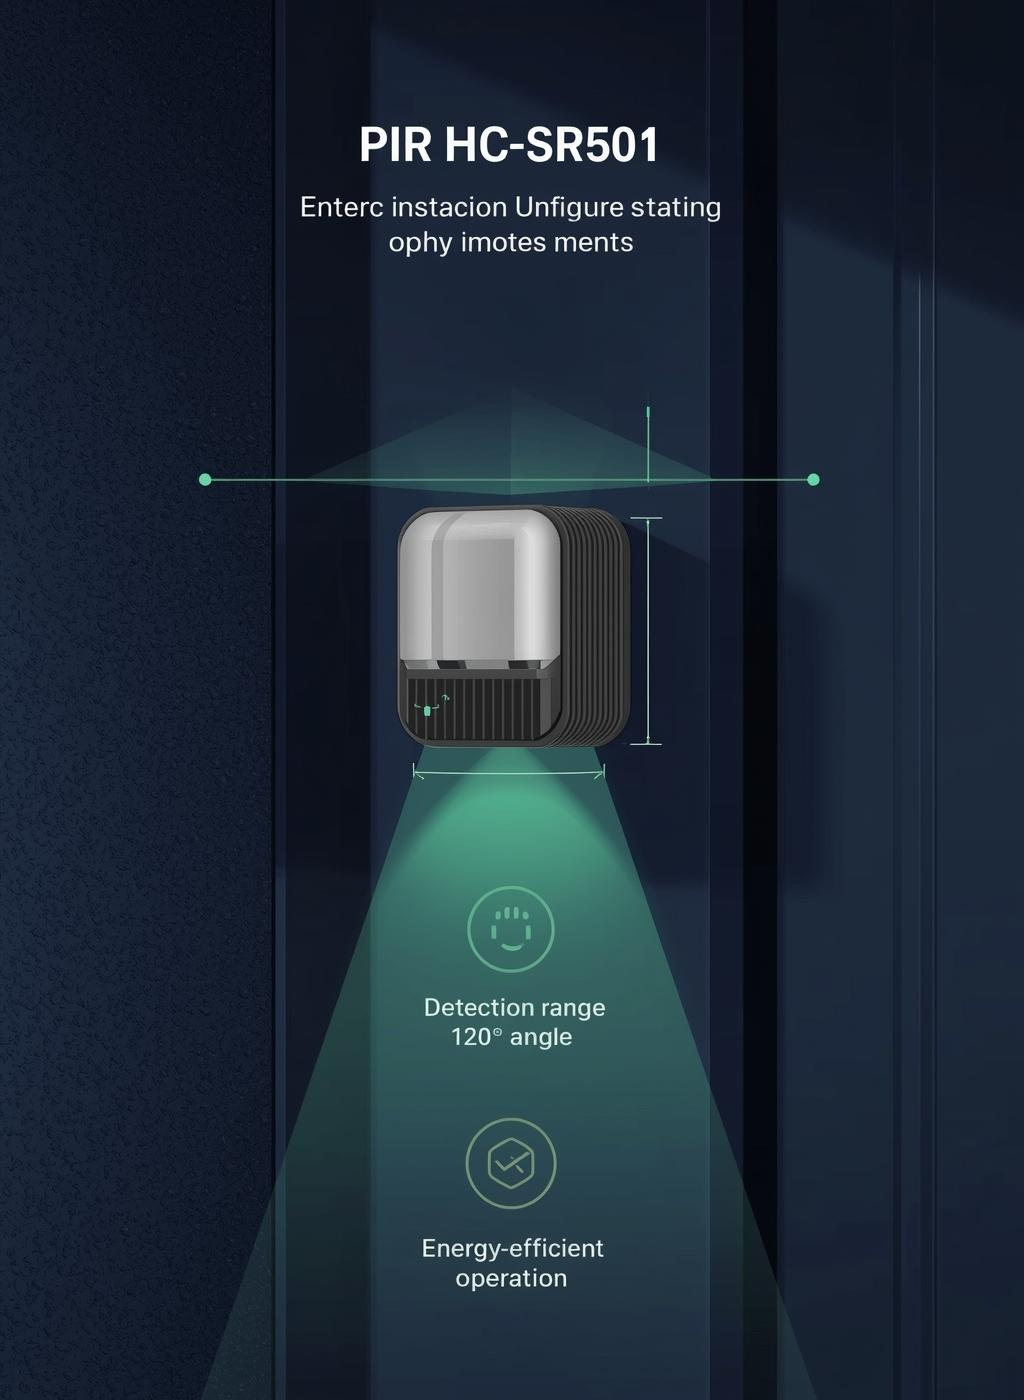 PIR HC-SR501
Enterc instacion Unfigure stating
ophy imotes ments
Detection range
120° angle
Energy-efficient
operation